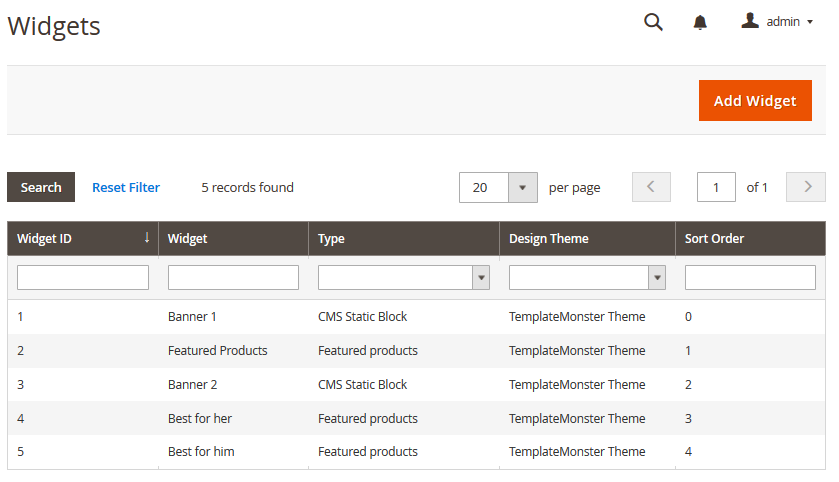 Widgets
admin
Add Widget
Search Reset Filter 5 records found 20 per page 1 of 1
Widget ID Widget Type Design Theme Sort Order
1 Banner 1 CMS Static Block TemplateMonster Theme 0
2 Featured Products Featured products TemplateMonster Theme 1
3 Banner 2 CMS Static Block TemplateMonster Theme 2
4 Best for her Featured products TemplateMonster Theme 3
5 Best for him Featured products TemplateMonster Theme 4